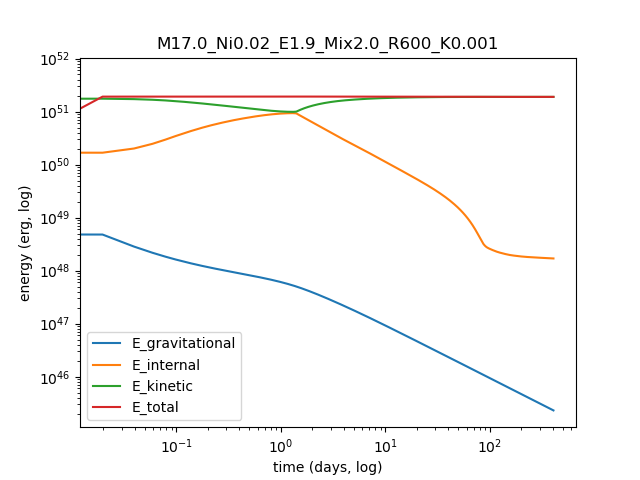 M17.0_Ni0.02_E1.9_Mix2.0_R600_K0.001
energy (erg, log)
10^52
10^51
10^50
10^49
10^48
10^47
10^46
E_gravitational
E_internal
E_kinetic
E_total
10^-1
10^0
10^1
10^2
time (days, log)